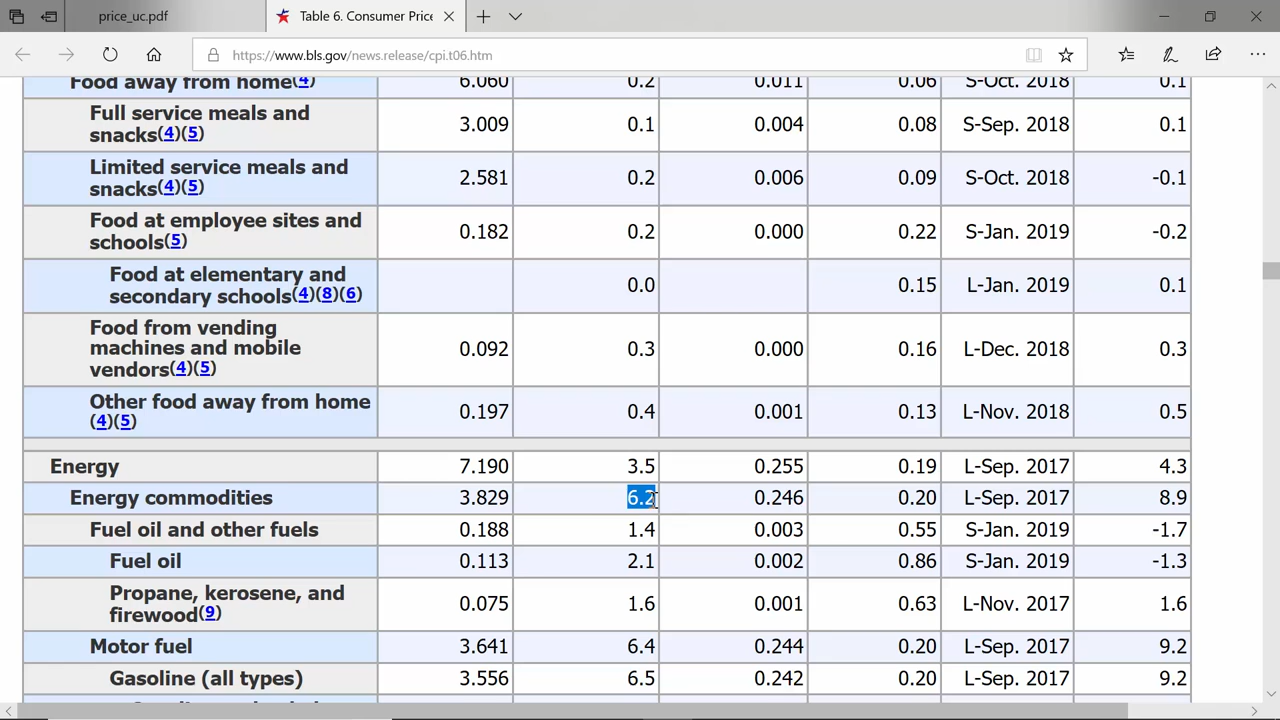 price_uc.pdf
Table 6. Consumer Price
https://www.bls.gov/news.release/cpi.t06.htm
Food away from home(4) 6.060 0.2 0.011 0.06 S-Oct. 2018 0.1
Full service meals and
snacks(4)(5) 3.009 0.1 0.004 0.08 S-Sep. 2018 0.1
Limited service meals and
snacks(4)(5) 2.581 0.2 0.006 0.09 S-Oct. 2018 -0.1
Food at employee sites and
schools(5) 0.182 0.2 0.000 0.22 S-Jan. 2019 -0.2
Food at elementary and
secondary schools(4)(8)(6) 0.0 0.15 L-Jan. 2019 0.1
Food from vending
machines and mobile 0.092 0.3 0.000 0.16 L-Dec. 2018 0.3
vendors(4)(5)
Other food away from home 0.197 0.4 0.001 0.13 L-Nov. 2018 0.5
(4)(5)
Energy 7.190 3.5 0.255 0.19 L-Sep. 2017 4.3
Energy commodities 3.829 6.2 0.246 0.20 L-Sep. 2017 8.9
Fuel oil and other fuels 0.188 1.4 0.003 0.55 S-Jan. 2019 -1.7
Fuel oil 0.113 2.1 0.002 0.86 S-Jan. 2019 -1.3
Propane, kerosene, and
firewood(9) 0.075 1.6 0.001 0.63 L-Nov. 2017 1.6
Motor fuel 3.641 6.4 0.244 0.20 L-Sep. 2017 9.2
Gasoline (all types) 3.556 6.5 0.242 0.20 L-Sep. 2017 9.2